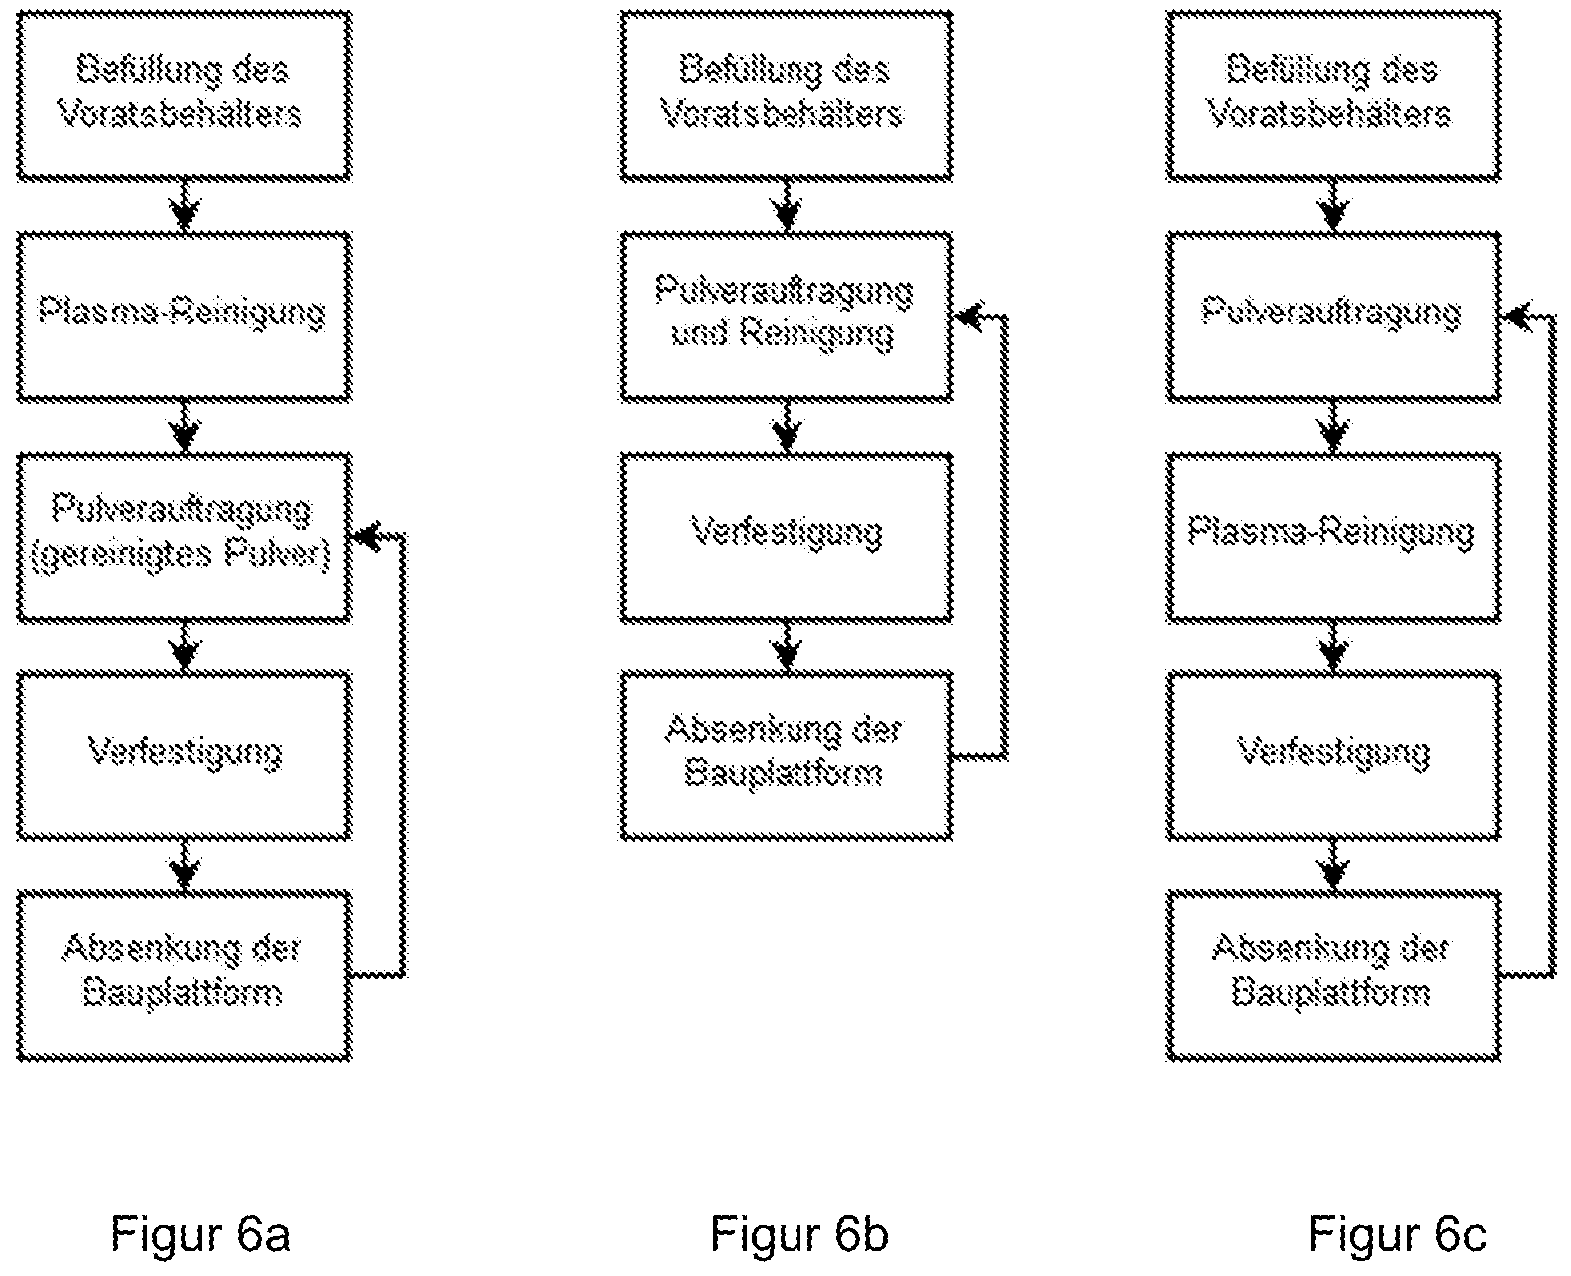 Befüllung des
Voratsbehälters
Plasma-Reinigung
Pulverauftragung
(gereinigtes Pulver)
Verfestigung
Absenkung der
Bauplattform
Figur 6a
Befüllung des
Voratsbehälters
Pulverauftragung
und Reinigung
Verfestigung
Absenkung der
Bauplattform
Figur 6b
Befüllung des
Voratsbehälters
Pulverauftragung
Plasma-Reinigung
Verfestigung
Absenkung der
Bauplattform
Figur 6c